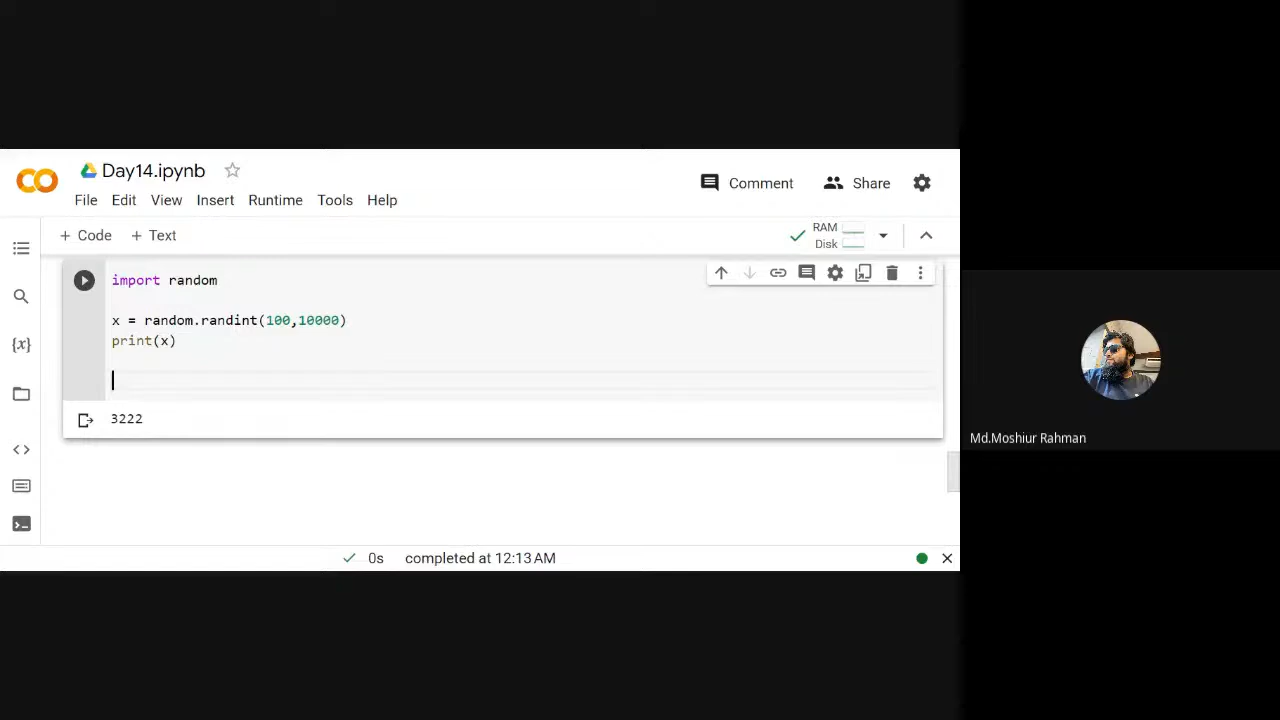 Day14.ipynb
File Edit View Insert Runtime Tools Help
Comment Share
+ Code + Text
RAM
Disk
import random
x = random.randint(100,10000)
print(x)
3222
{x}
0s completed at 12:13 AM
Md.Moshiur Rahman